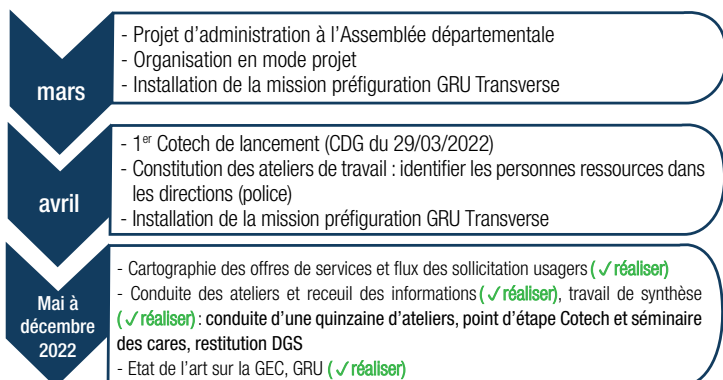 mars
- Projet d’administration à l’Assemblée départementale
- Organisation en mode projet
- Installation de la mission préfiguration GRU Transverse
avril
- 1er Cotech de lancement (CDG du 29/03/2022)
- Constitution des ateliers de travail : identifier les personnes ressources dans
les directions (police)
- Installation de la mission préfiguration GRU Transverse
Mai à
décembre
2022
- Cartographie des offres de services et flux des sollicitation usagers (✓réaliser)
- Conduite des ateliers et receuil des informations (✓réaliser), travail de synthèse
(✓réaliser) : conduite d’une quinzaine d’ateliers, point d’étape Cotech et séminaire
des cares, restitution DGS
- Etat de l’art sur la GEC, GRU (✓réaliser)